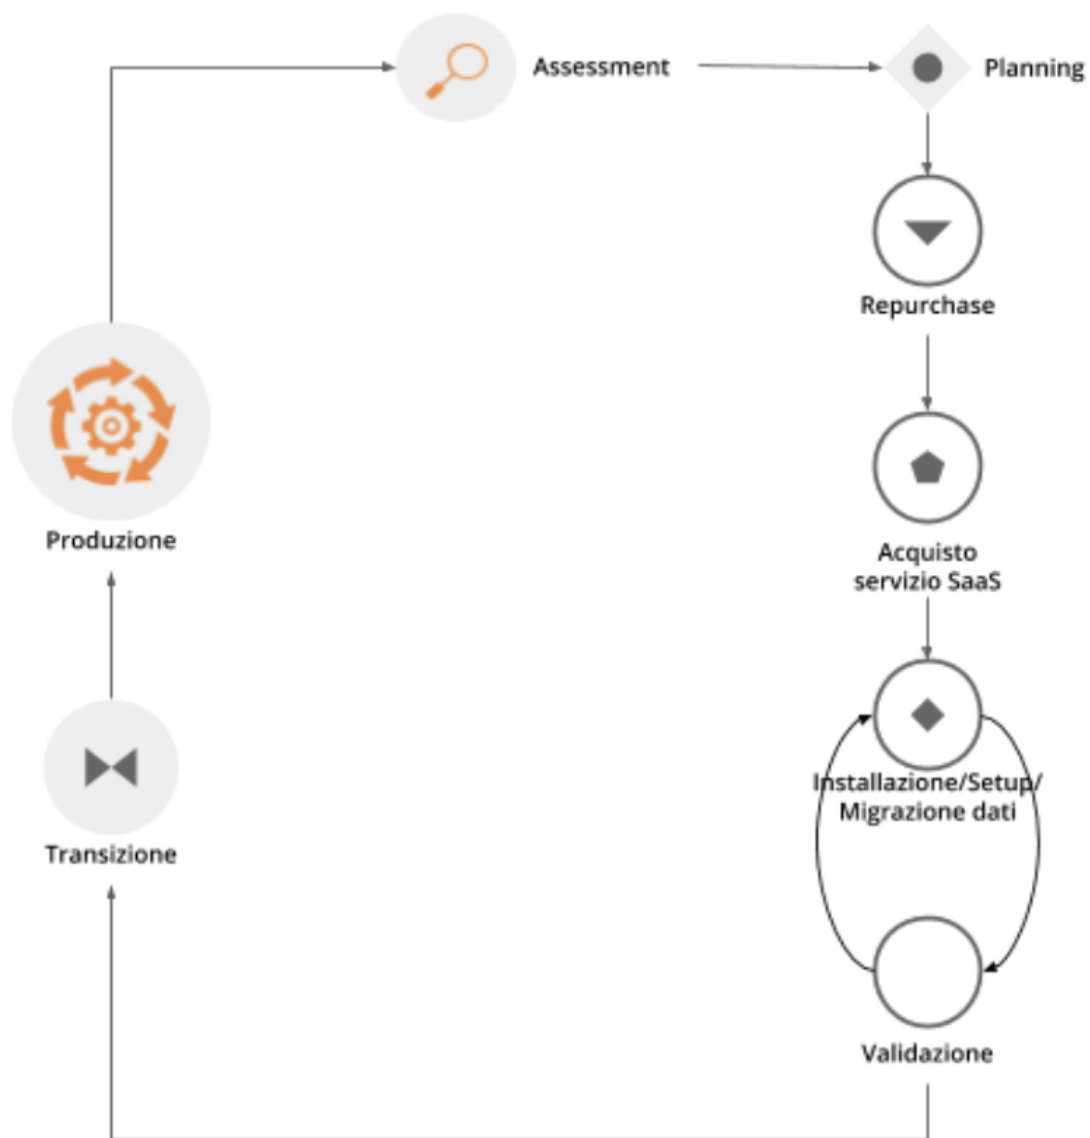 Assessment
Planning
Repurchase
Acquisto
servizio SaaS
Installazione/Setup/
Migrazione dati
Validazione
Transizione
Produzione